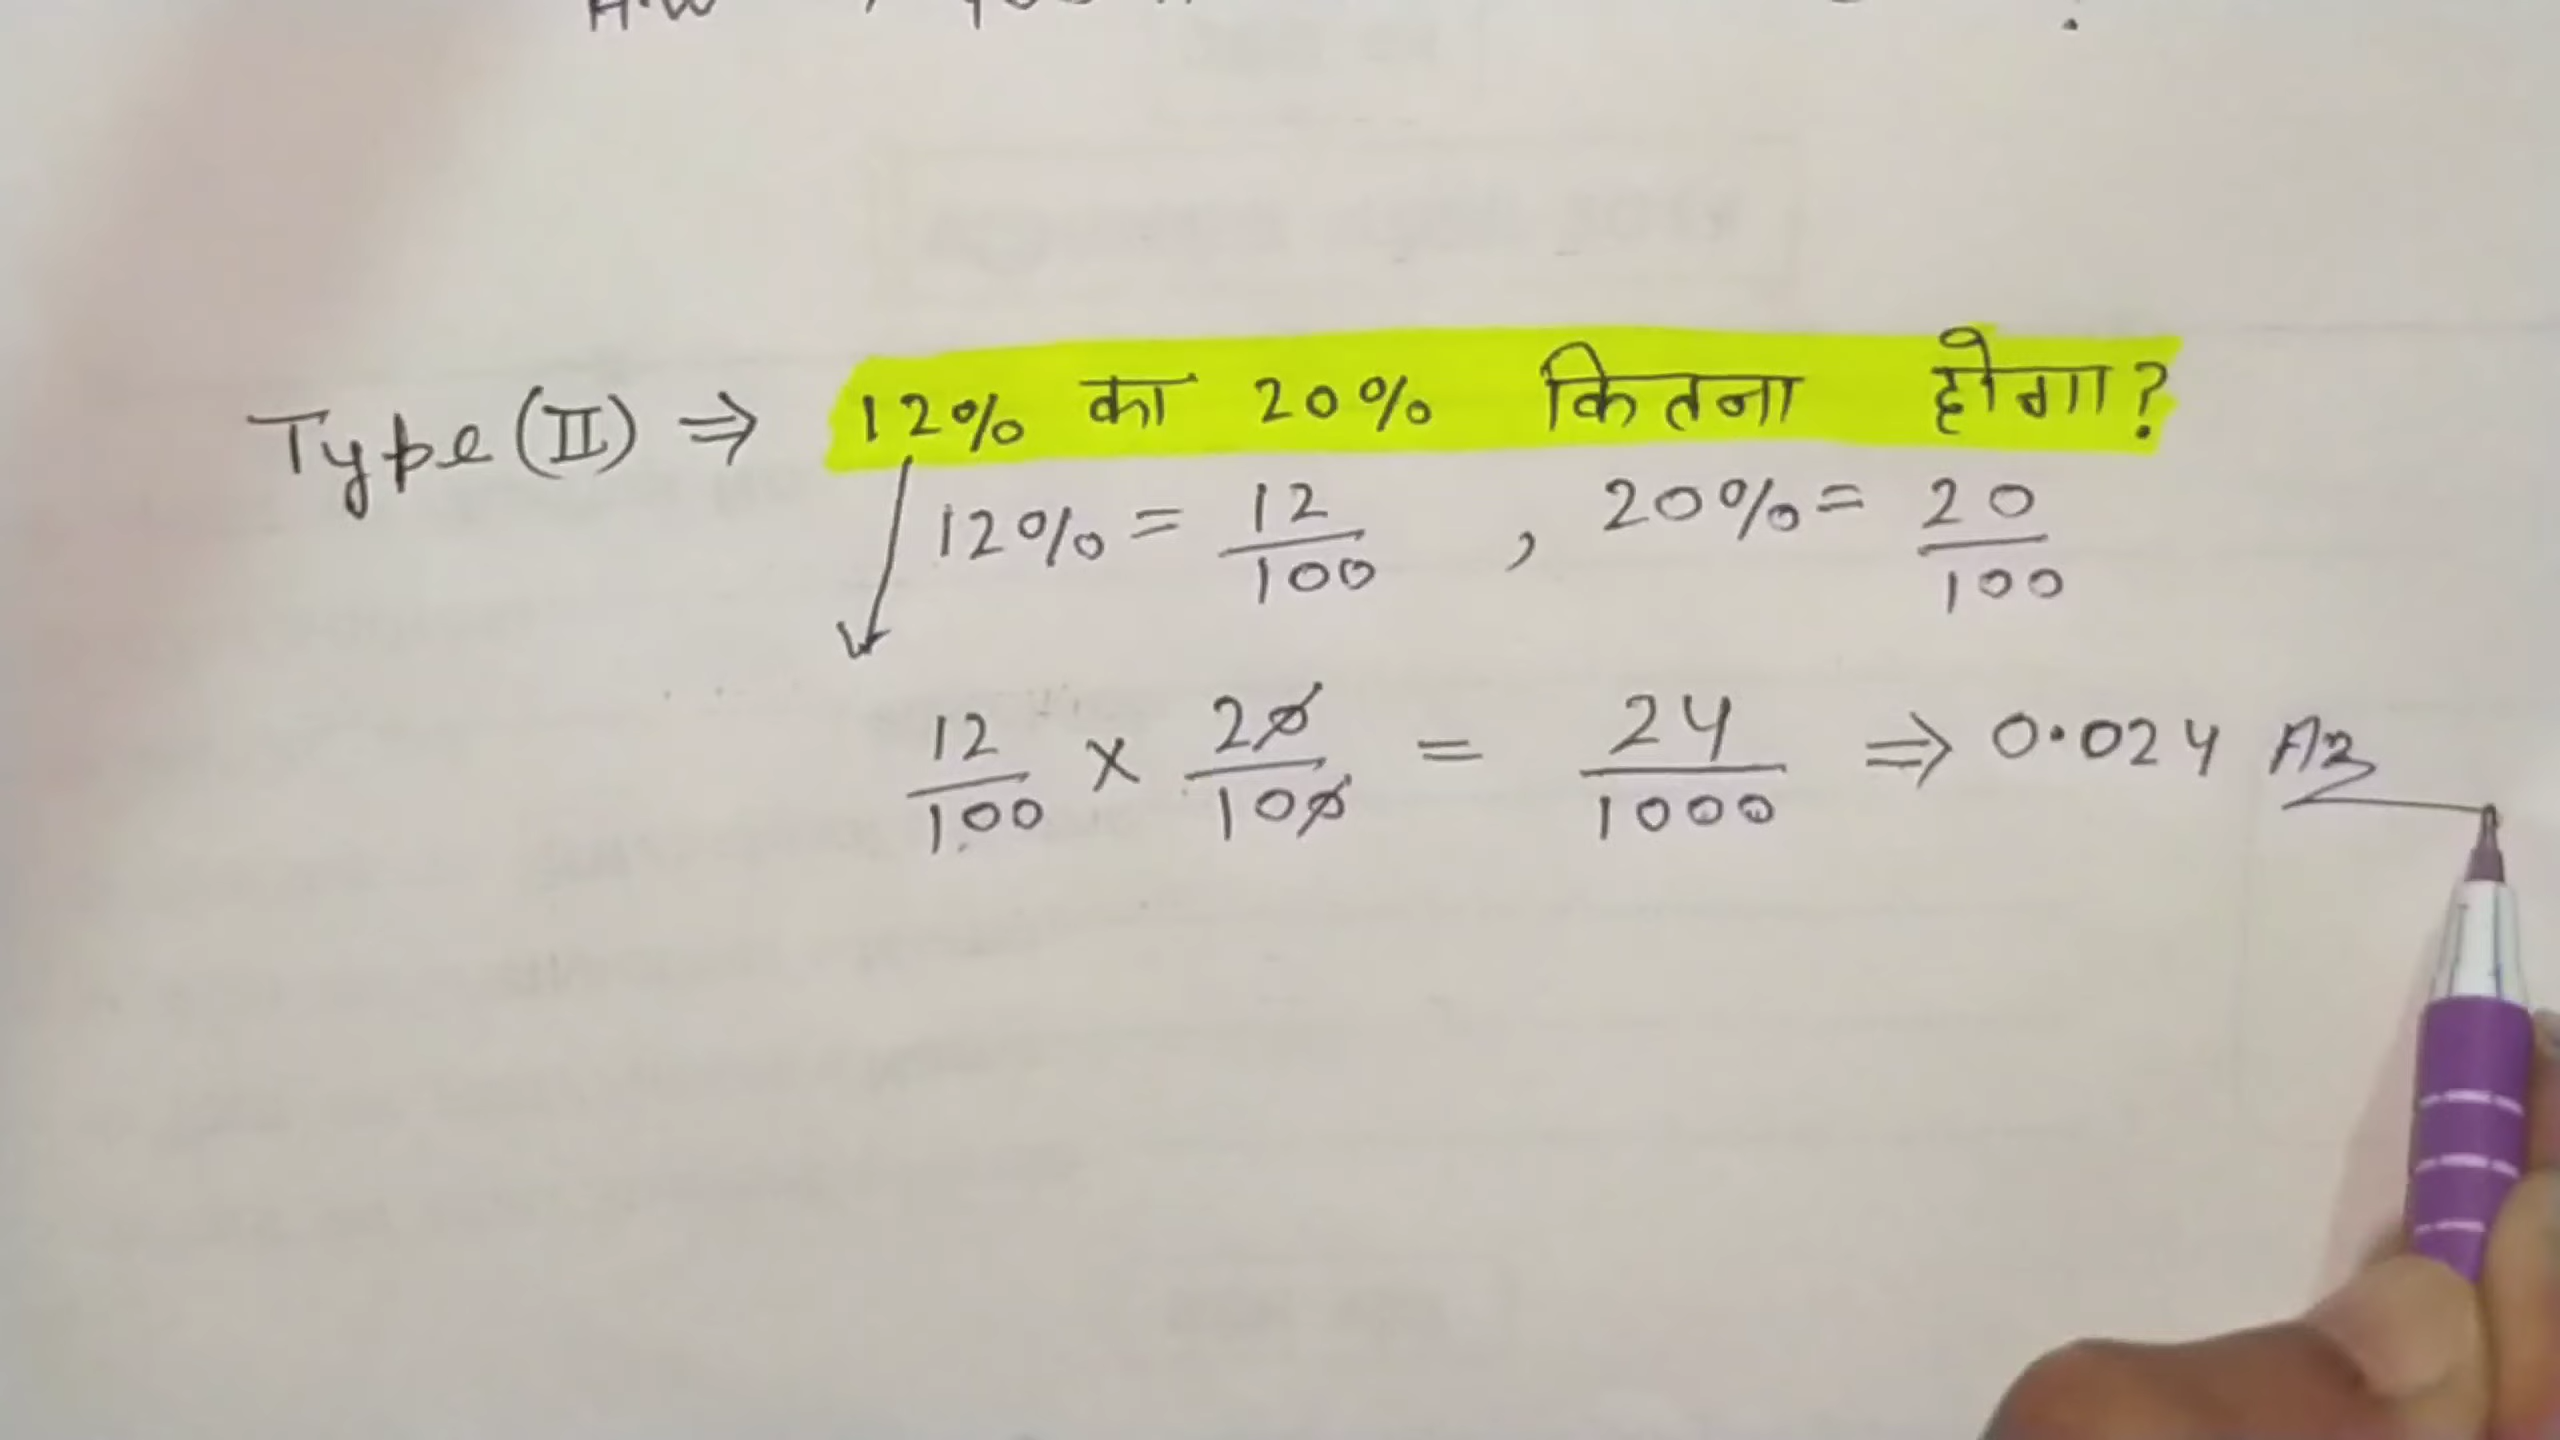 Type (II) ⇒ 12% का 20% कितना होगा?
12% = 12/100 , 20% = 20/100
12/100 × 20/100 = 24/1000 ⇒ 0.024 Ans